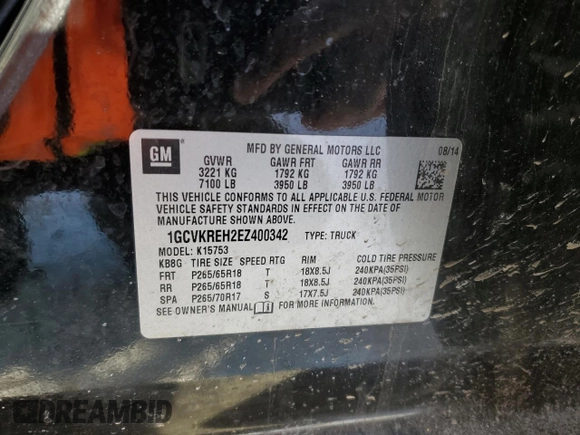 GM
MFD BY GENERAL MOTORS LLC 08/14
GVWR GAWR FRT GAWR RR
3221 KG 1792 KG 1792 KG
7100 LB 3950 LB 3950 LB
THIS VEHICLE CONFORMS TO ALL APPLICABLE U.S. FEDERAL MOTOR
VEHICLE SAFETY STANDARDS IN EFFECT ON THE DATE OF
MANUFACTURE SHOWN ABOVE.
1GCVKREH2EZ400342 TYPE: TRUCK
MODEL: K15753
KB8G TIRE SIZE SPEED RTG RIM COLD TIRE PRESSURE
FRT P265/65R18 T 18X8.5J 240KPA(35PSI)
RR P265/65R18 T 18X8.5J 240KPA(35PSI)
SPA P265/70R17 S 17X7.5J 240KPA(35PSI)
SEE OWNER'S MANUAL FOR MORE INFORMATION.
DREAMBID